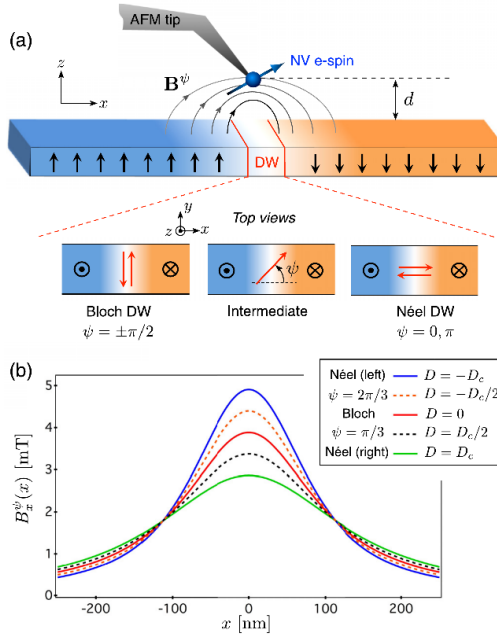 (a)
AFM tip
NV e-spin
B^ψ
z
x
d
DW
y
z x
Top views
ψ
Bloch DW
ψ = ±π/2
Intermediate
Néel DW
ψ = 0, π
(b)
Néel (left) D = −D_c
ψ = 2π/3 D = −D_c/2
Bloch D = 0
ψ = π/3 D = D_c/2
Néel (right) D = D_c
5
4
3
2
1
0
B_x^ψ(x) [mT]
-200 -100 0 100 200
x [nm]